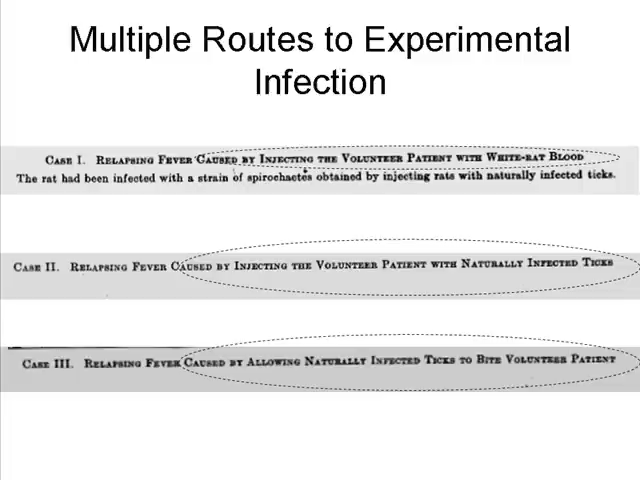 Multiple Routes to Experimental
Infection
CASE I. RELAPSING FEVER CAUSED BY INJECTING THE VOLUNTEER PATIENT WITH WHITE-RAT BLOOD
The rat had been infected with a strain of spirochaetes obtained by injecting rats with naturally infected ticks.
CASE II. RELAPSING FEVER CAUSED BY INJECTING THE VOLUNTEER PATIENT WITH NATURALLY INFECTED TICKS
CASE III. RELAPSING FEVER CAUSED BY ALLOWING NATURALLY INFECTED TICKS TO BITE VOLUNTEER PATIENT